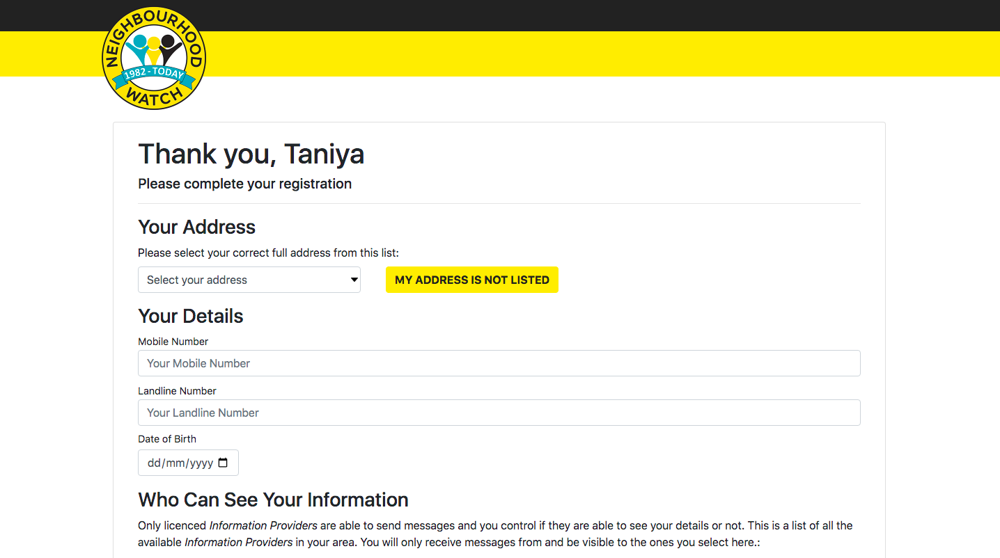 NEIGHBOURHOOD
1982 - TODAY
WATCH
Thank you, Taniya
Please complete your registration
Your Address
Please select your correct full address from this list:
Select your address
MY ADDRESS IS NOT LISTED
Your Details
Mobile Number
Your Mobile Number
Landline Number
Your Landline Number
Date of Birth
dd/mm/yyyy
Who Can See Your Information
Only licenced Information Providers are able to send messages and you control if they are able to see your details or not. This is a list of all the
available Information Providers in your area. You will only receive messages from and be visible to the ones you select here.: